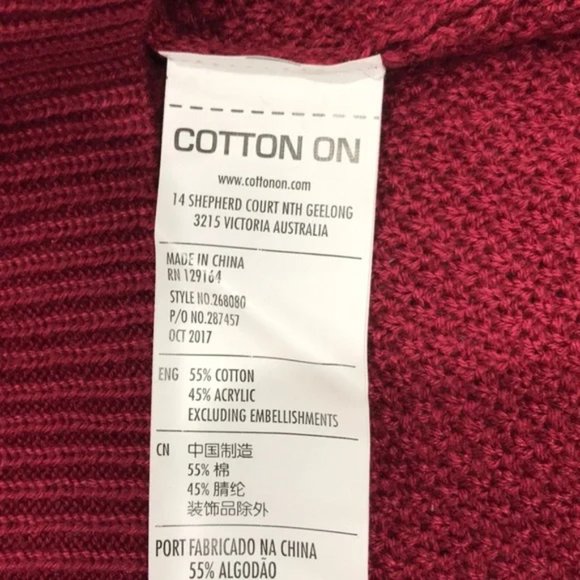 COTTON ON
www.cottonon.com
14 SHEPHERD COURT NTH GEELONG
3215 VICTORIA AUSTRALIA
MADE IN CHINA
RN 129164
STYLE NO.268080
P/O NO.287457
OCT 2017
ENG 55% COTTON
45% ACRYLIC
EXCLUDING EMBELLISHMENTS
CN 中国制造
55% 棉
45% 腈纶
装饰品除外
PORT FABRICADO NA CHINA
55% ALGODÃO